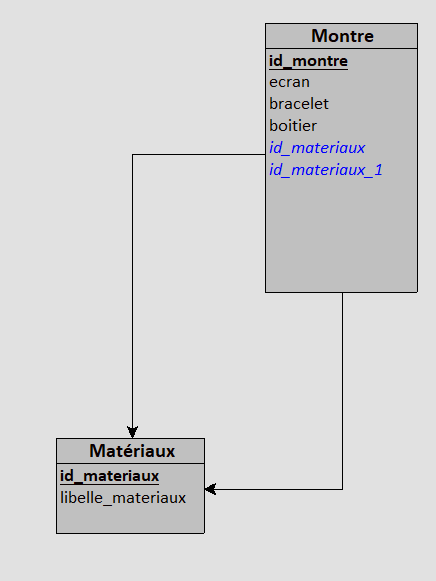 Montre
id_montre
ecran
bracelet
boitier
id_materiaux
id_materiaux_1
Matériaux
id_materiaux
libelle_materiaux